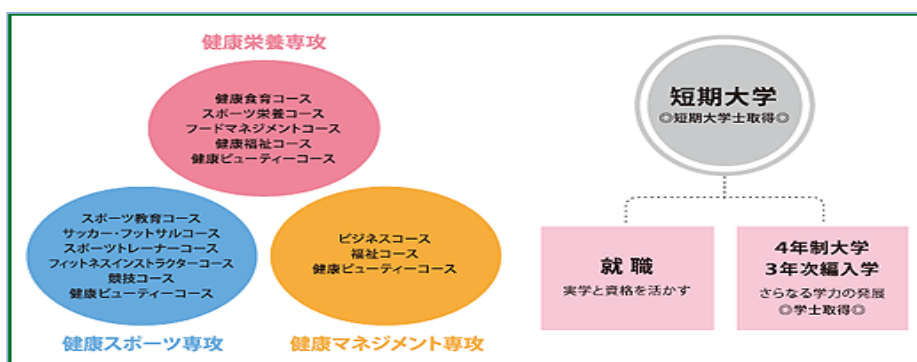 健康栄養専攻
健康食育コース
スポーツ栄養コース
フードマネジメントコース
健康福祉コース
健康ビューティーコース
スポーツ教育コース
サッカー・フットサルコース
スポーツトレーナーコース
フィットネスインストラクターコース
競技コース
健康ビューティーコース
健康スポーツ専攻
ビジネスコース
福祉コース
健康ビューティーコース
健康マネジメント専攻
短期大学
◎短期大学士取得◎
就職
実学と資格を活かす
4年制大学
3年次編入学
さらなる学力の発展
◎学士取得◎